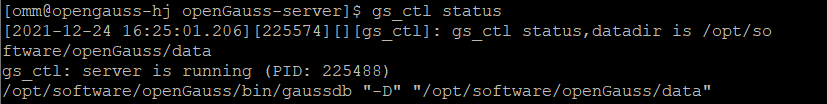 [omm@opengauss-hj openGauss-server]$ gs_ctl status
[2021-12-24 16:25:01.206][225574][][gs_ctl]: gs_ctl status,datadir is /opt/so
ftware/openGauss/data
gs_ctl: server is running (PID: 225488)
/opt/software/openGauss/bin/gaussdb "-D" "/opt/software/openGauss/data"